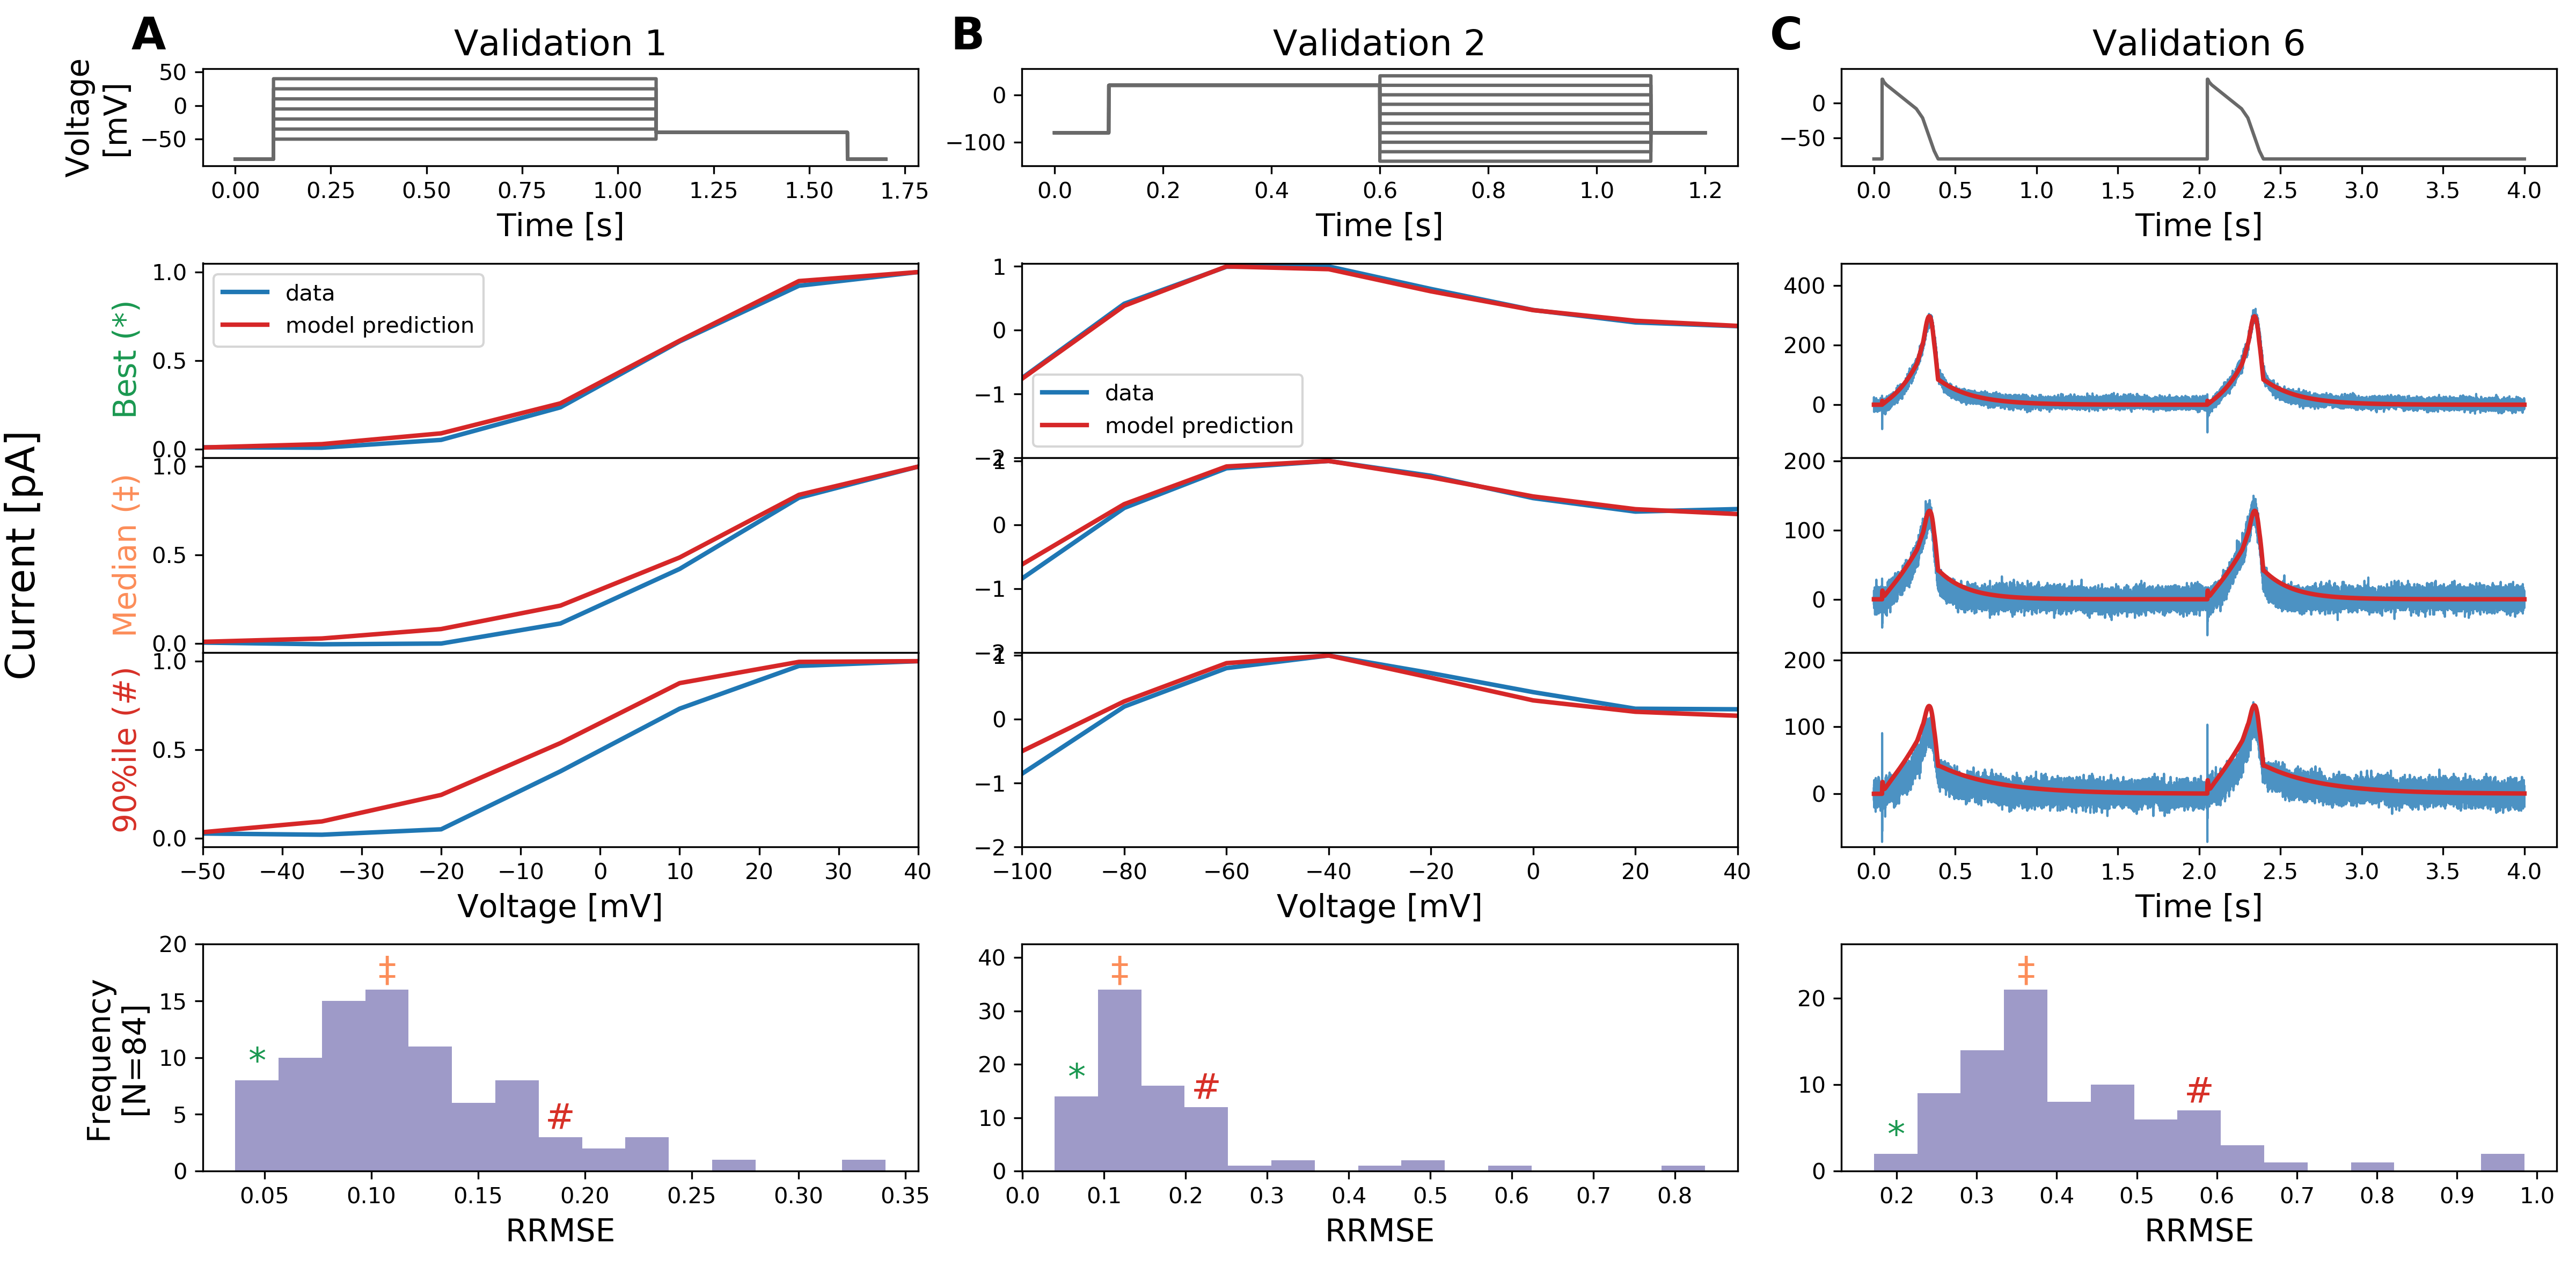 A
Validation 1
B
Validation 2
C
Validation 6
Voltage
[mV]
50
0
−50
0.00 0.25 0.50 0.75 1.00 1.25 1.50 1.75
Time [s]
0
−100
0.0 0.2 0.4 0.6 0.8 1.0 1.2
Time [s]
0
−50
0.0 0.5 1.0 1.5 2.0 2.5 3.0 3.5 4.0
Time [s]
Current [pA]
Best (*)
1.0
0.5
0.0
data
model prediction
1
0
−1
−2
data
model prediction
400
200
0
Median (‡)
1.0
0.5
0.0
1
0
−1
−2
200
100
0
90%ile (#)
1.0
0.5
0.0
−50 −40 −30 −20 −10 0 10 20 30 40
Voltage [mV]
1
0
−1
−2
−100 −80 −60 −40 −20 0 20 40
Voltage [mV]
200
100
0
0.0 0.5 1.0 1.5 2.0 2.5 3.0 3.5 4.0
Time [s]
Frequency
[N=84]
20
15
10
5
0
*
‡
#
0.05 0.10 0.15 0.20 0.25 0.30 0.35
RRMSE
40
30
20
10
0
*
‡
#
0.0 0.1 0.2 0.3 0.4 0.5 0.6 0.7 0.8
RRMSE
20
10
0
*
‡
#
0.2 0.3 0.4 0.5 0.6 0.7 0.8 0.9 1.0
RRMSE